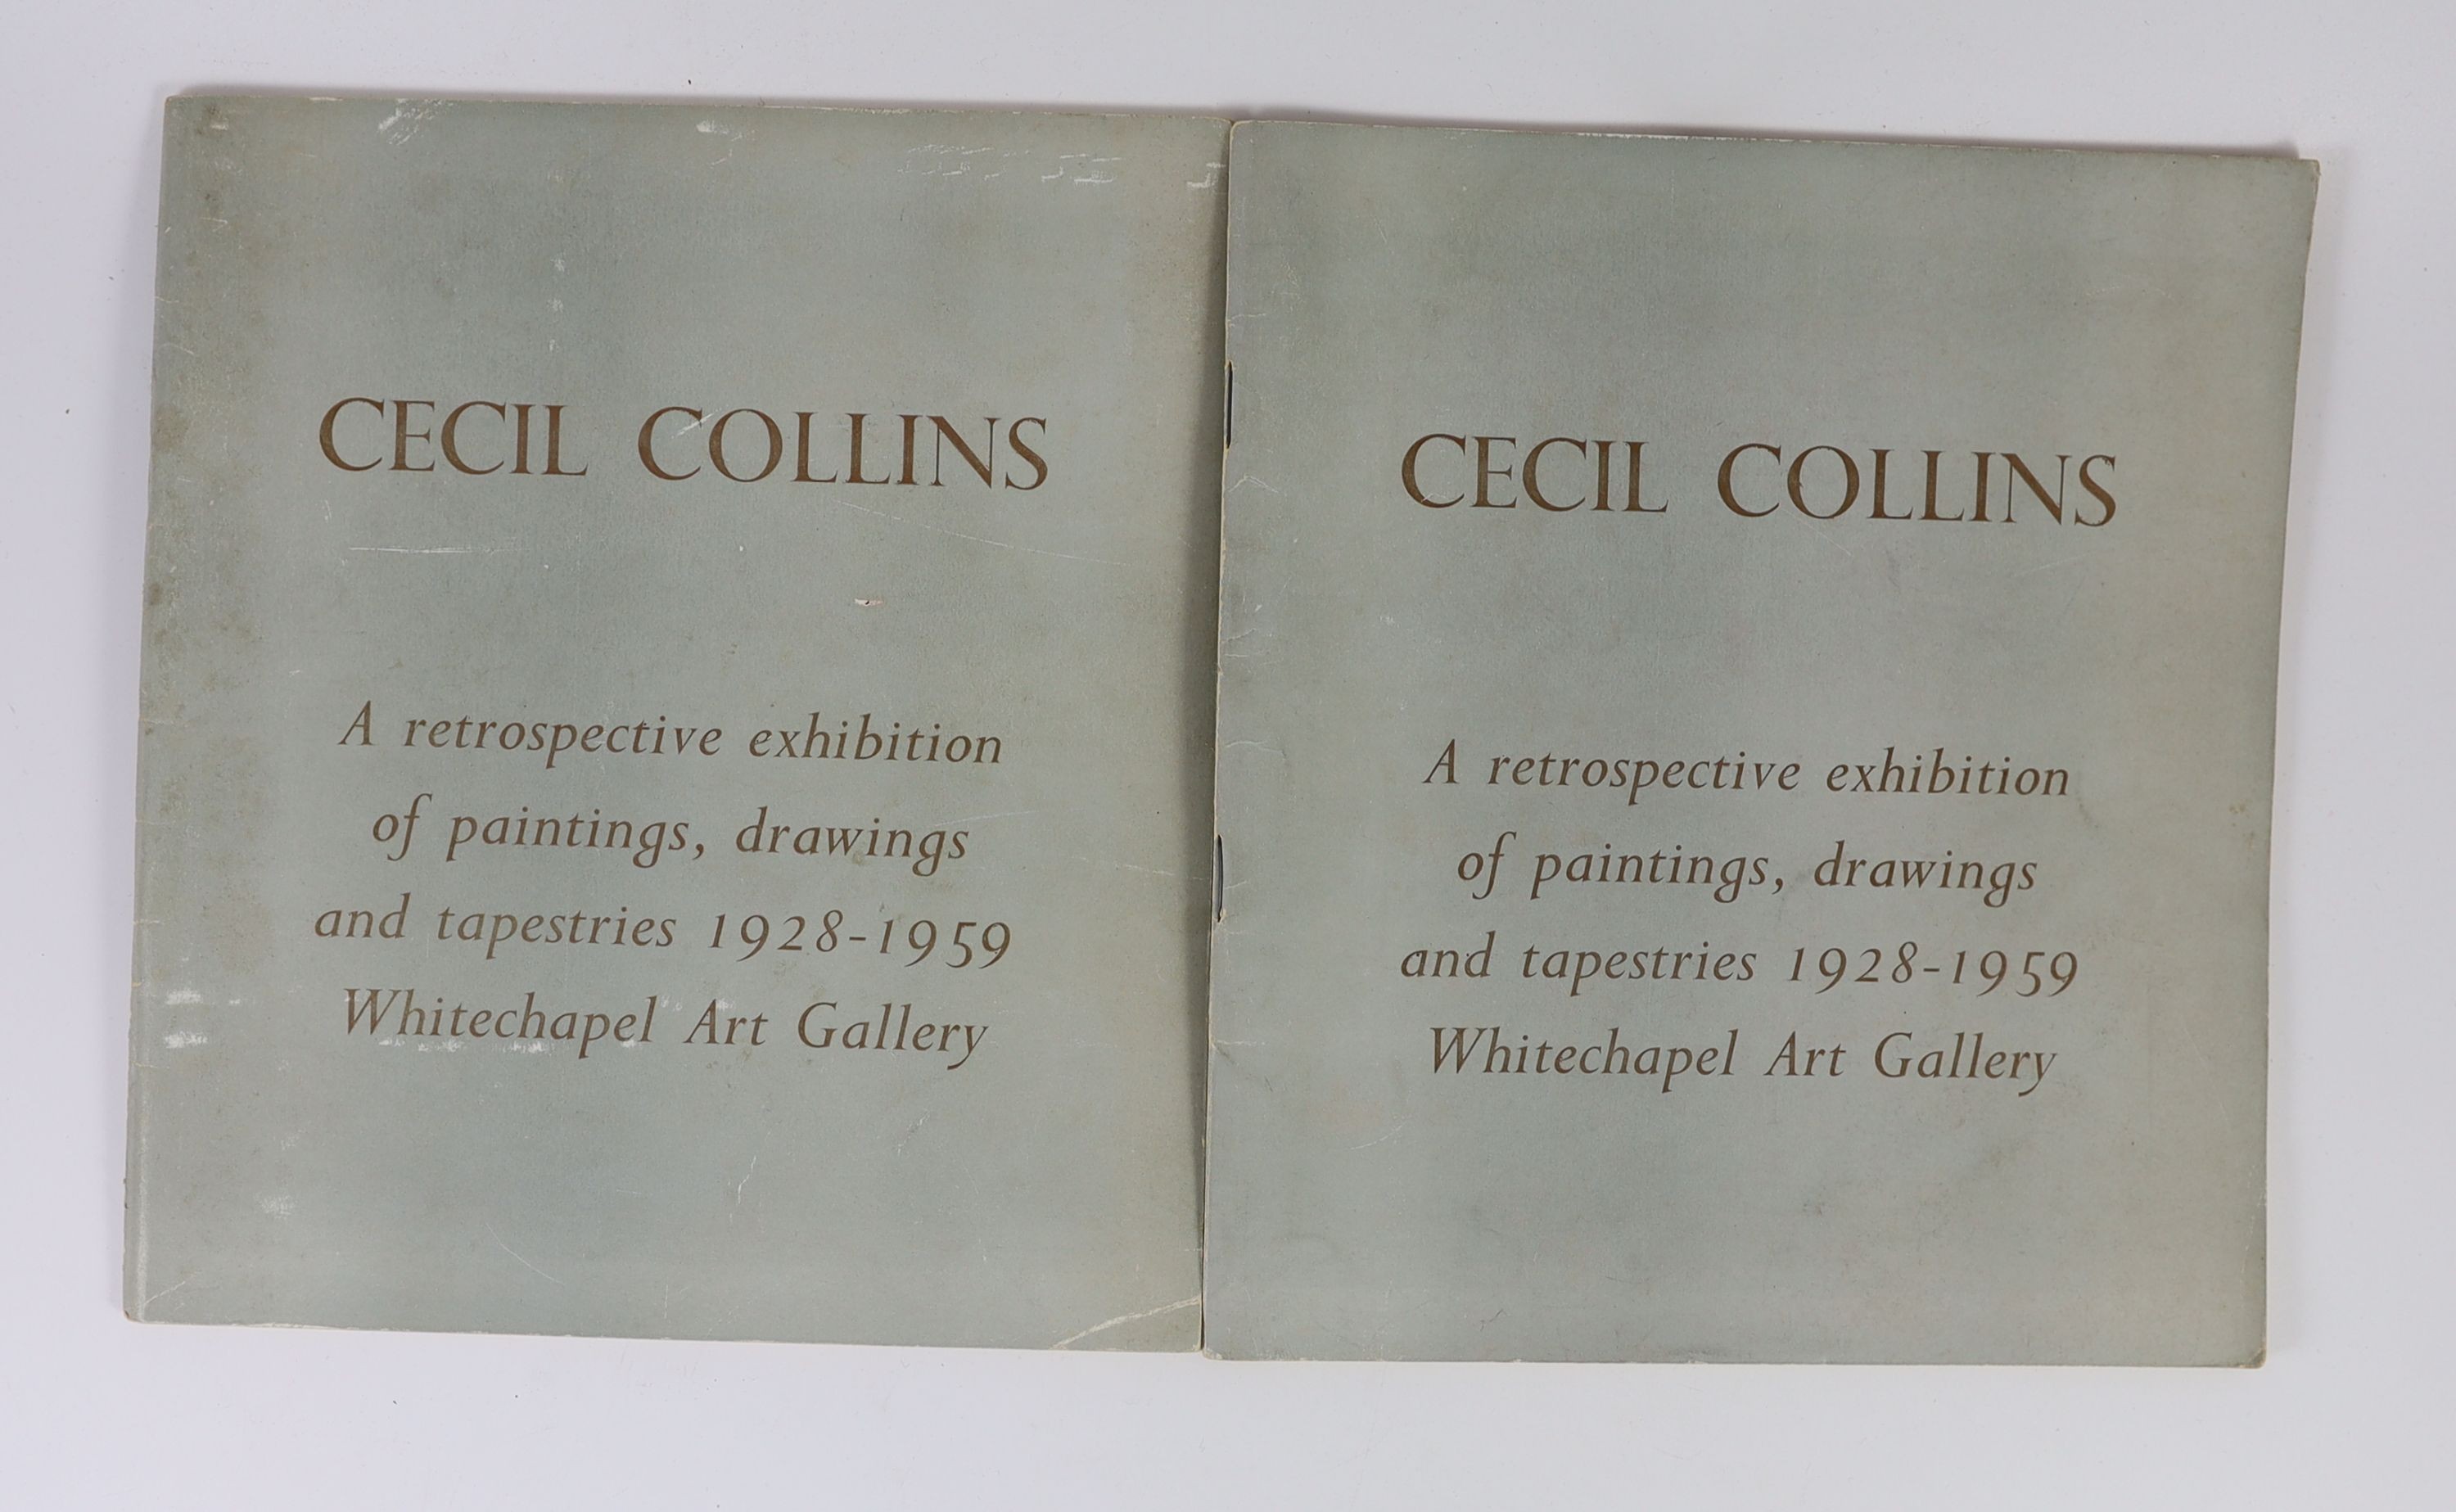 CECIL COLLINS
A retrospective exhibition
of paintings, drawings
and tapestries 1928-1959
Whitechapel Art Gallery
CECIL COLLINS
A retrospective exhibition
of paintings, drawings
and tapestries 1928-1959
Whitechapel Art Gallery